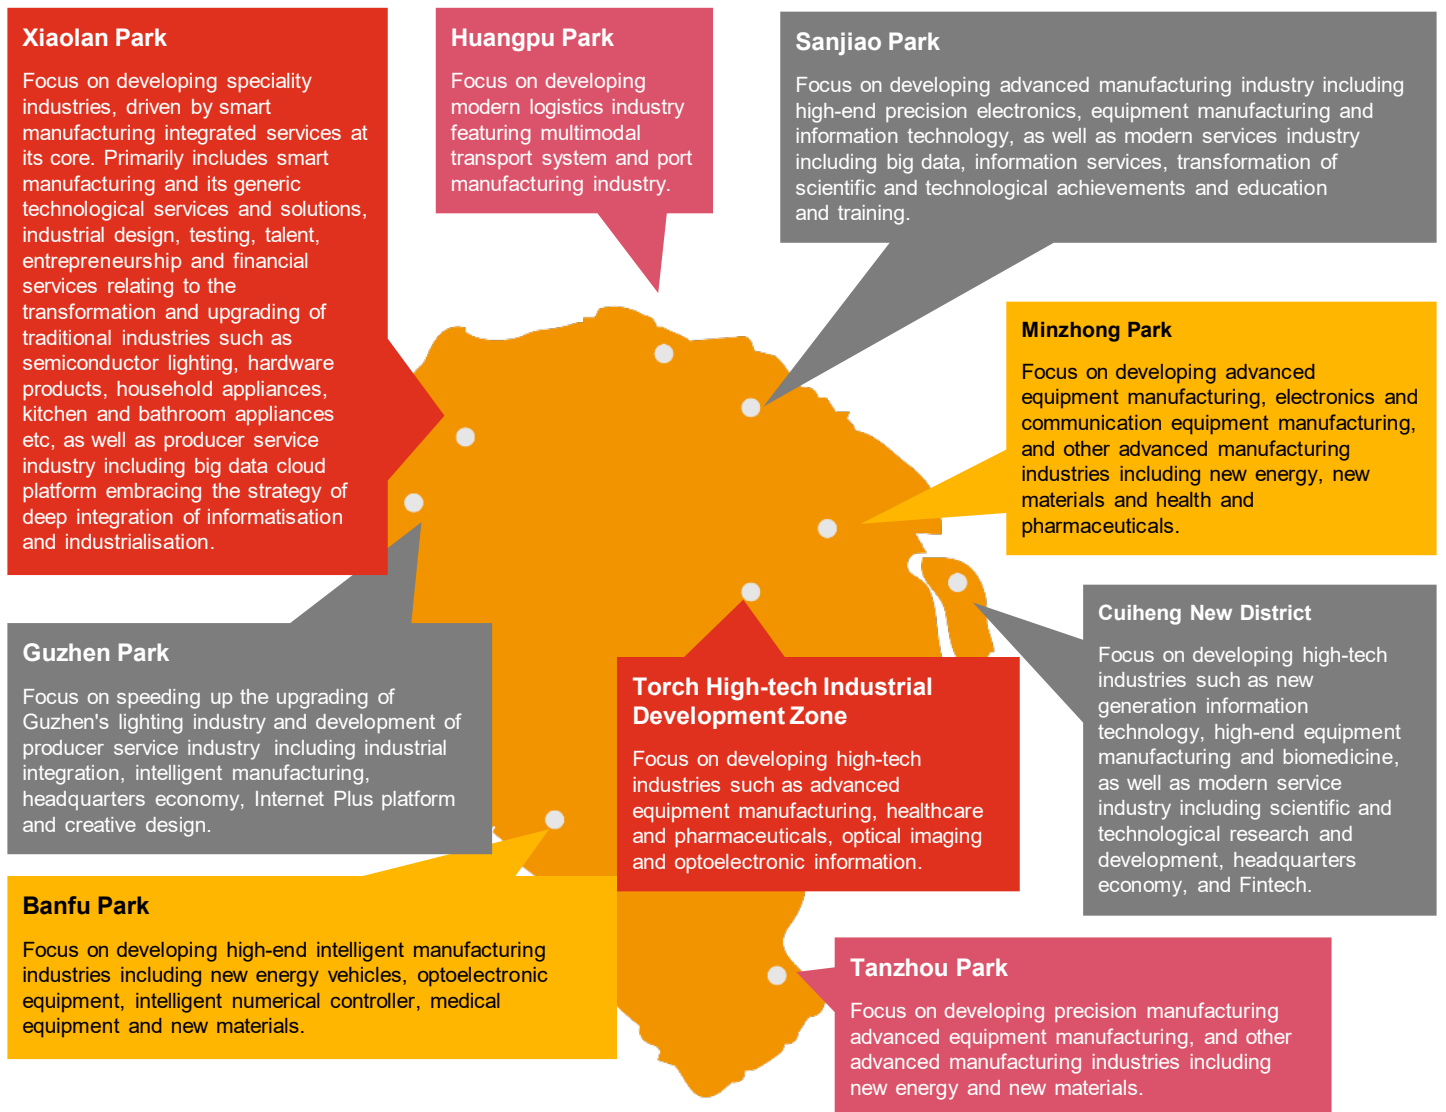 Xiaolan Park
Focus on developing speciality
industries, driven by smart
manufacturing integrated services at
its core. Primarily includes smart
manufacturing and its generic
technological services and solutions,
industrial design, testing, talent,
entrepreneurship and financial
services relating to the
transformation and upgrading of
traditional industries such as
semiconductor lighting, hardware
products, household appliances,
kitchen and bathroom appliances
etc, as well as producer service
industry including big data cloud
platform embracing the strategy of
deep integration of informatisation
and industrialisation.
Huangpu Park
Focus on developing
modern logistics industry
featuring multimodal
transport system and port
manufacturing industry.
Sanjiao Park
Focus on developing advanced manufacturing industry including
high-end precision electronics, equipment manufacturing and
information technology, as well as modern services industry
including big data, information services, transformation of
scientific and technological achievements and education
and training.
Minzhong Park
Focus on developing advanced
equipment manufacturing, electronics and
communication equipment manufacturing,
and other advanced manufacturing
industries including new energy, new
materials and health and
pharmaceuticals.
Guzhen Park
Focus on speeding up the upgrading of
Guzhen's lighting industry and development of
producer service industry including industrial
integration, intelligent manufacturing,
headquarters economy, Internet Plus platform
and creative design.
Torch High-tech Industrial
Development Zone
Focus on developing high-tech
industries such as advanced
equipment manufacturing, healthcare
and pharmaceuticals, optical imaging
and optoelectronic information.
Cuiheng New District
Focus on developing high-tech
industries such as new
generation information
technology, high-end equipment
manufacturing and biomedicine,
as well as modern service
industry including scientific and
technological research and
development, headquarters
economy, and Fintech.
Banfu Park
Focus on developing high-end intelligent manufacturing
industries including new energy vehicles, optoelectronic
equipment, intelligent numerical controller, medical
equipment and new materials.
Tanzhou Park
Focus on developing precision manufacturing
advanced equipment manufacturing, and other
advanced manufacturing industries including
new energy and new materials.